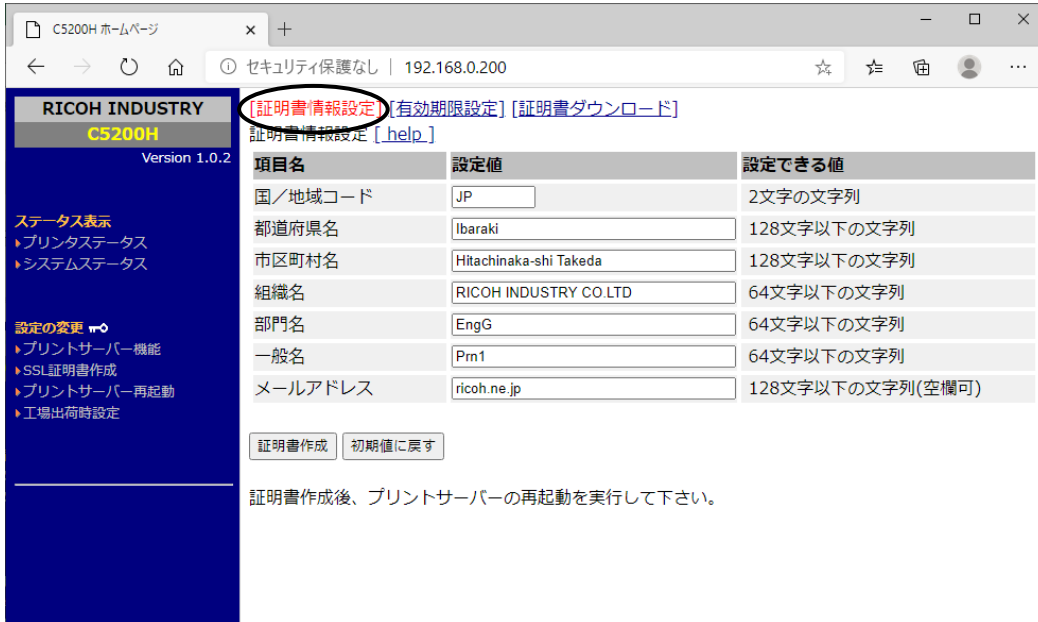 C5200H ホームページ
セキュリティ保護なし | 192.168.0.200
RICOH INDUSTRY
C5200H
Version 1.0.2
ステータス表示
プリンタステータス
システムステータス
設定の変更
プリントサーバー機能
SSL証明書作成
プリントサーバー再起動
工場出荷時設定
[証明書情報設定] [有効期限設定] [証明書ダウンロード]
証明書情報設定 [ help ]
項目名 設定値 設定できる値
国/地域コード JP 2文字の文字列
都道府県名 Ibaraki 128文字以下の文字列
市区町村名 Hitachinaka-shi Takeda 128文字以下の文字列
組織名 RICOH INDUSTRY CO.LTD 64文字以下の文字列
部門名 EngG 64文字以下の文字列
一般名 Prn1 64文字以下の文字列
メールアドレス ricoh.ne.jp 128文字以下の文字列(空欄可)
証明書作成 初期値に戻す
証明書作成後、プリントサーバーの再起動を実行して下さい。